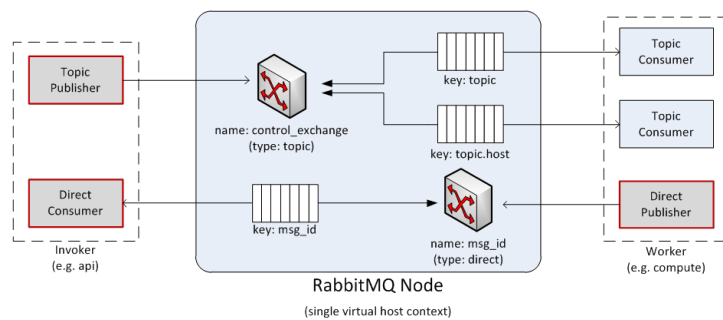 Topic
Publisher
name: control_exchange
(type: topic)
key: topic
Topic
Consumer
key: topic.host
Topic
Consumer
Direct
Consumer
key: msg_id
name: msg_id
(type: direct)
Direct
Publisher
Invoker
(e.g. api)
Worker
(e.g. compute)
RabbitMQ Node
(single virtual host context)